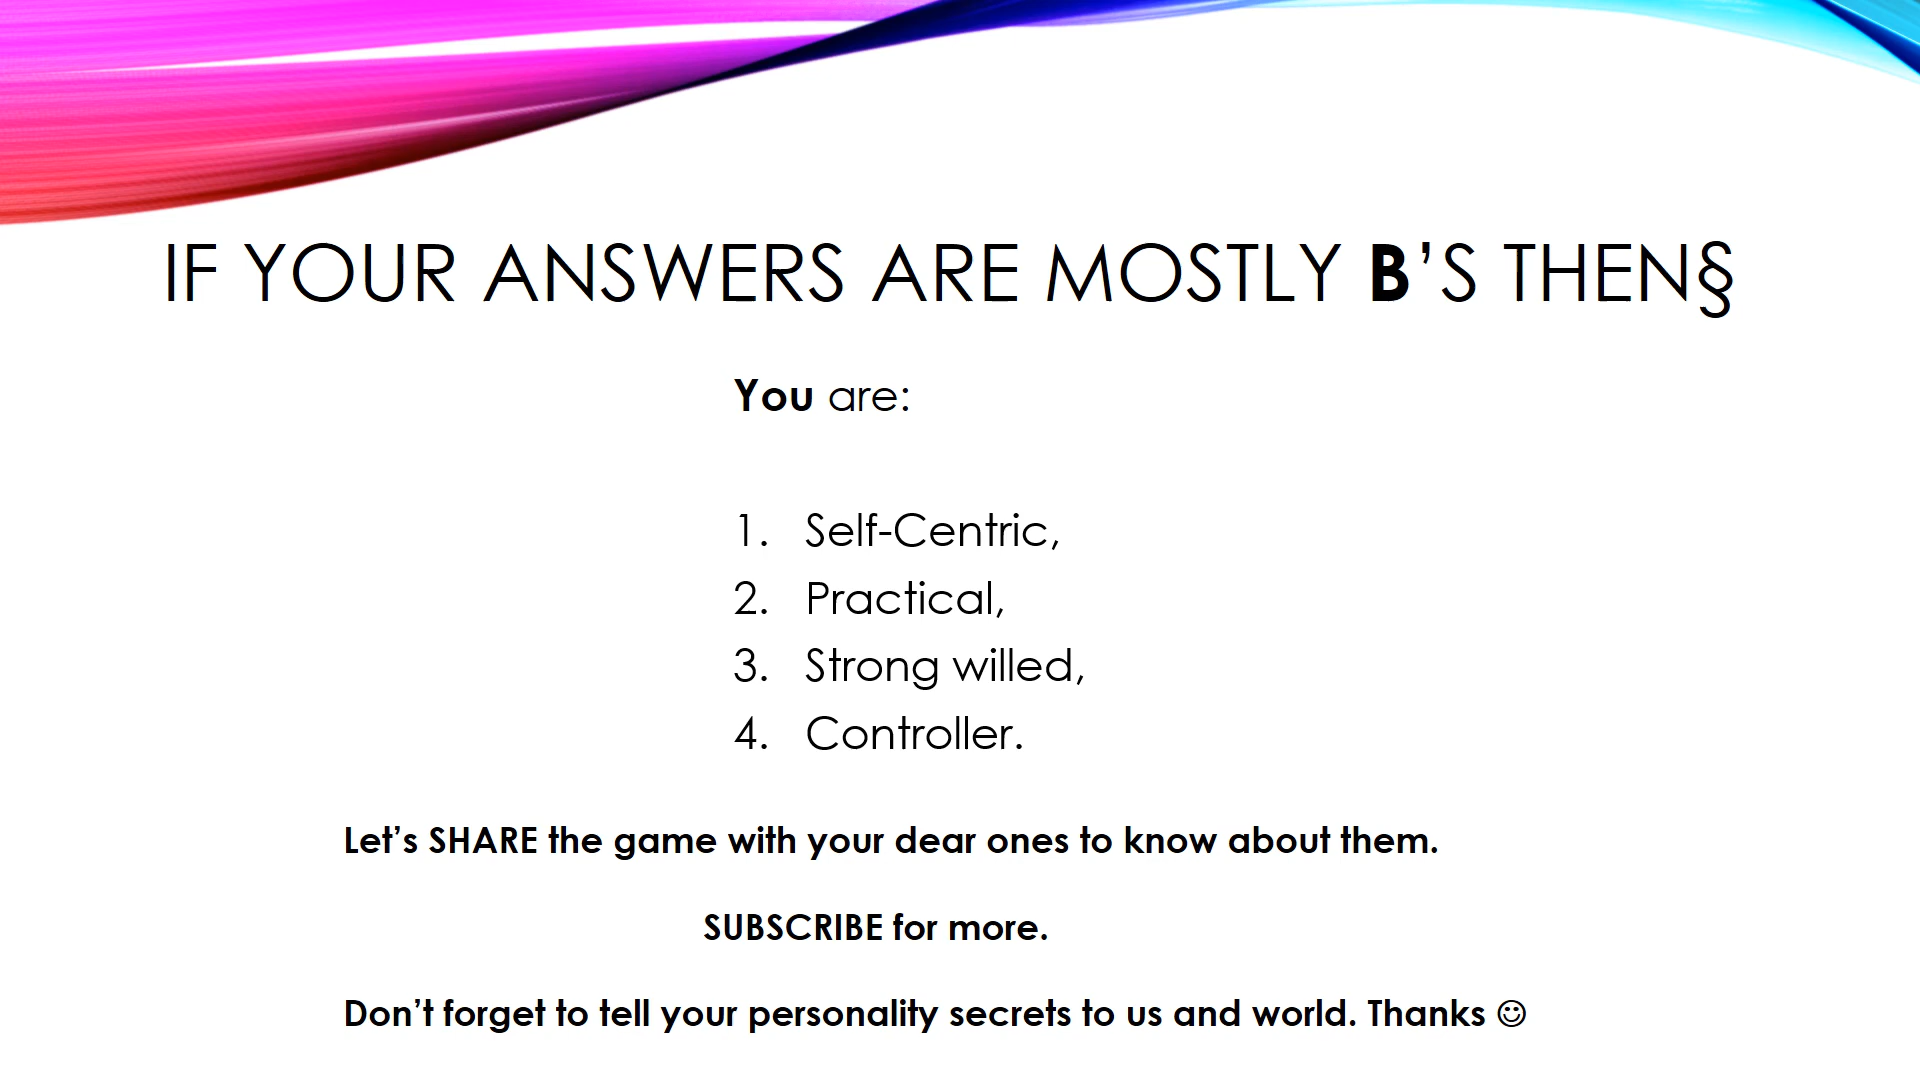 IF YOUR ANSWERS ARE MOSTLY B’S THEN§
You are:
1. Self-Centric,
2. Practical,
3. Strong willed,
4. Controller.
Let’s SHARE the game with your dear ones to know about them.
SUBSCRIBE for more.
Don’t forget to tell your personality secrets to us and world. Thanks ☺